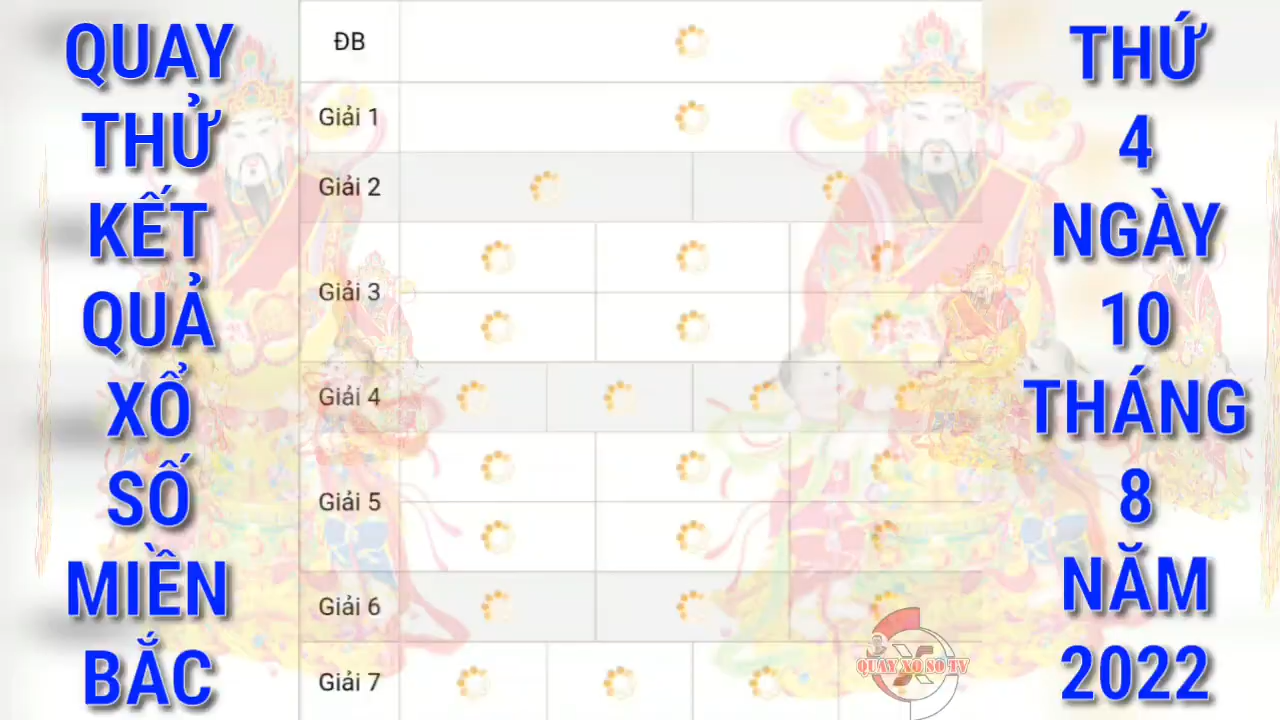 QUAY
THỬ
KẾT
QUẢ
XỔ
SỐ
MIỀN
BẮC
ĐB
Giải 1
Giải 2
Giải 3
Giải 4
Giải 5
Giải 6
Giải 7
THỨ
4
NGÀY
10
THÁNG
8
NĂM
2022
QUAY XO SO TV